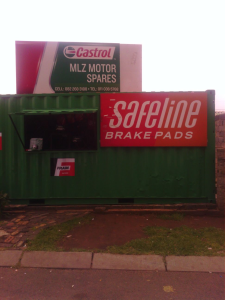 Castrol
MLZ MOTOR
SPARES
safeline
BRAKE PADS